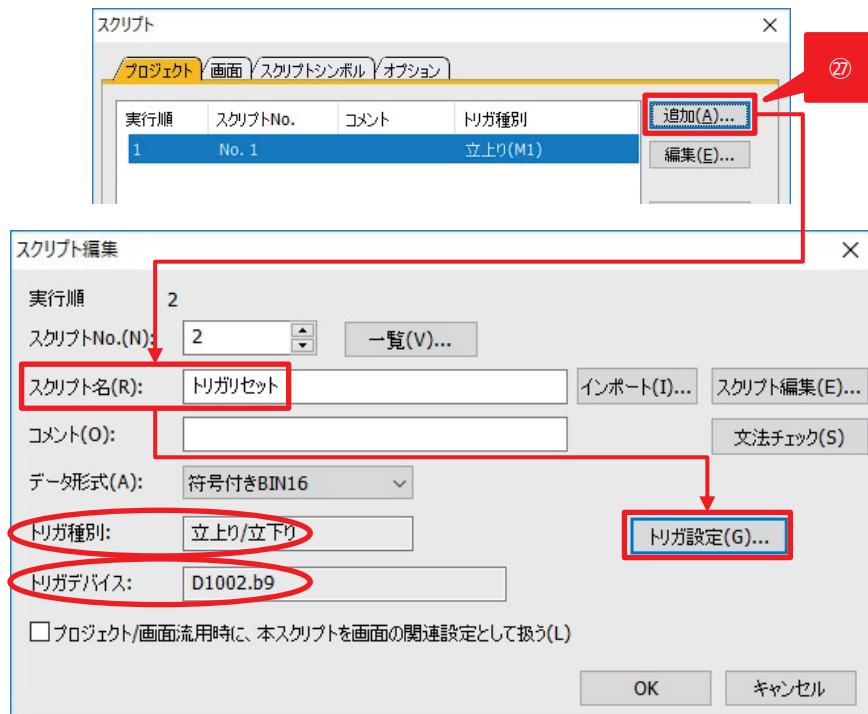 スクリプト
プロジェクト 画面 スクリプトシンボル オプション
㉗
実行順 スクリプトNo. コメント トリガ種別 追加(A)...
1 No. 1 立上り(M1) 編集(E)...
スクリプト編集
実行順 2
スクリプトNo.(N): 2 一覧(V)...
スクリプト名(R): トリガリセット インポート(I)... スクリプト編集(E)...
コメント(O): 文法チェック(S)
データ形式(A): 符号付きBIN16
トリガ種別: 立上り/立下り トリガ設定(G)...
トリガデバイス: D1002.b9
プロジェクト/画面流用時に、本スクリプトを画面の関連設定として扱う(L)
OK キャンセル